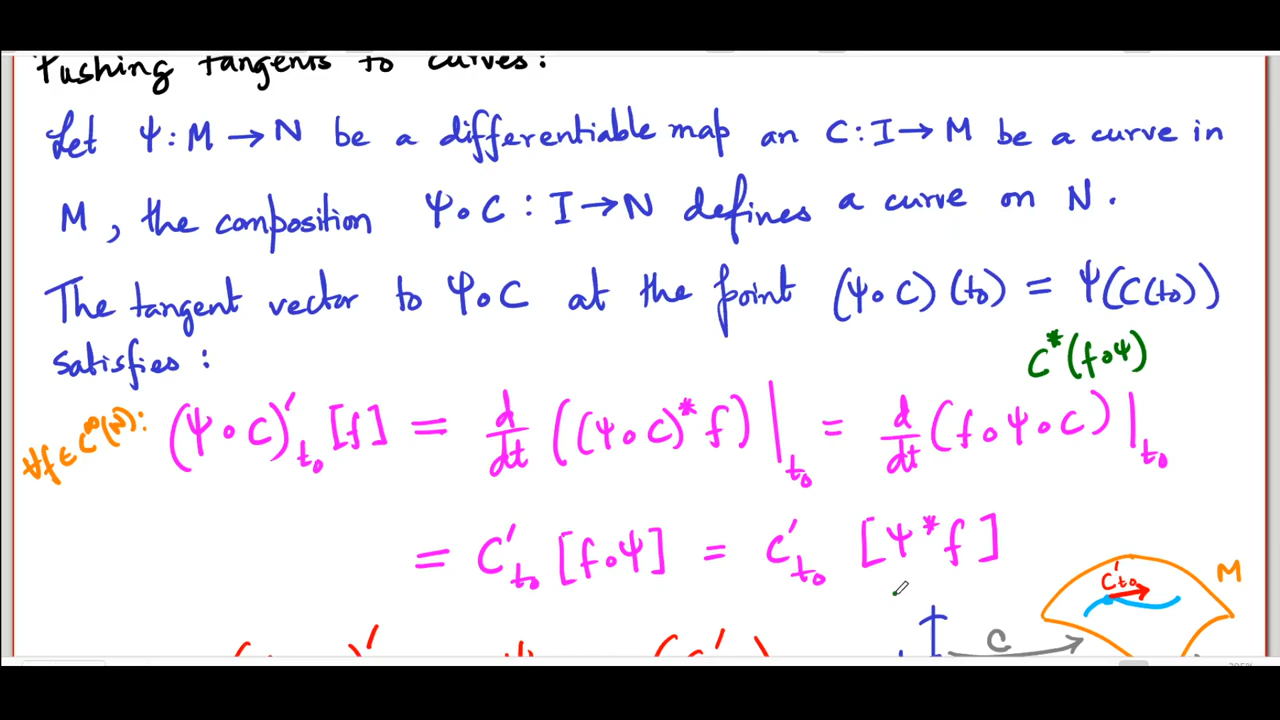 Pushing tangents to curves:
Let Ψ: M → N be a differentiable map an C: I → M be a curve in
M, the composition Ψ∘C : I → N defines a curve on N.
The tangent vector to Ψ∘C at the point (Ψ∘C)(t₀) = Ψ(C(t₀))
satisfies:
C*(f∘Ψ)
∀f ∈ C^∞(N): (Ψ∘C)'_{t₀}[f] = d/dt((Ψ∘C)*f)|_{t₀} = d/dt(f∘Ψ∘C)|_{t₀}
= C'_{t₀}[f∘Ψ] = C'_{t₀}[Ψ*f]
C'_{t₀} M
C